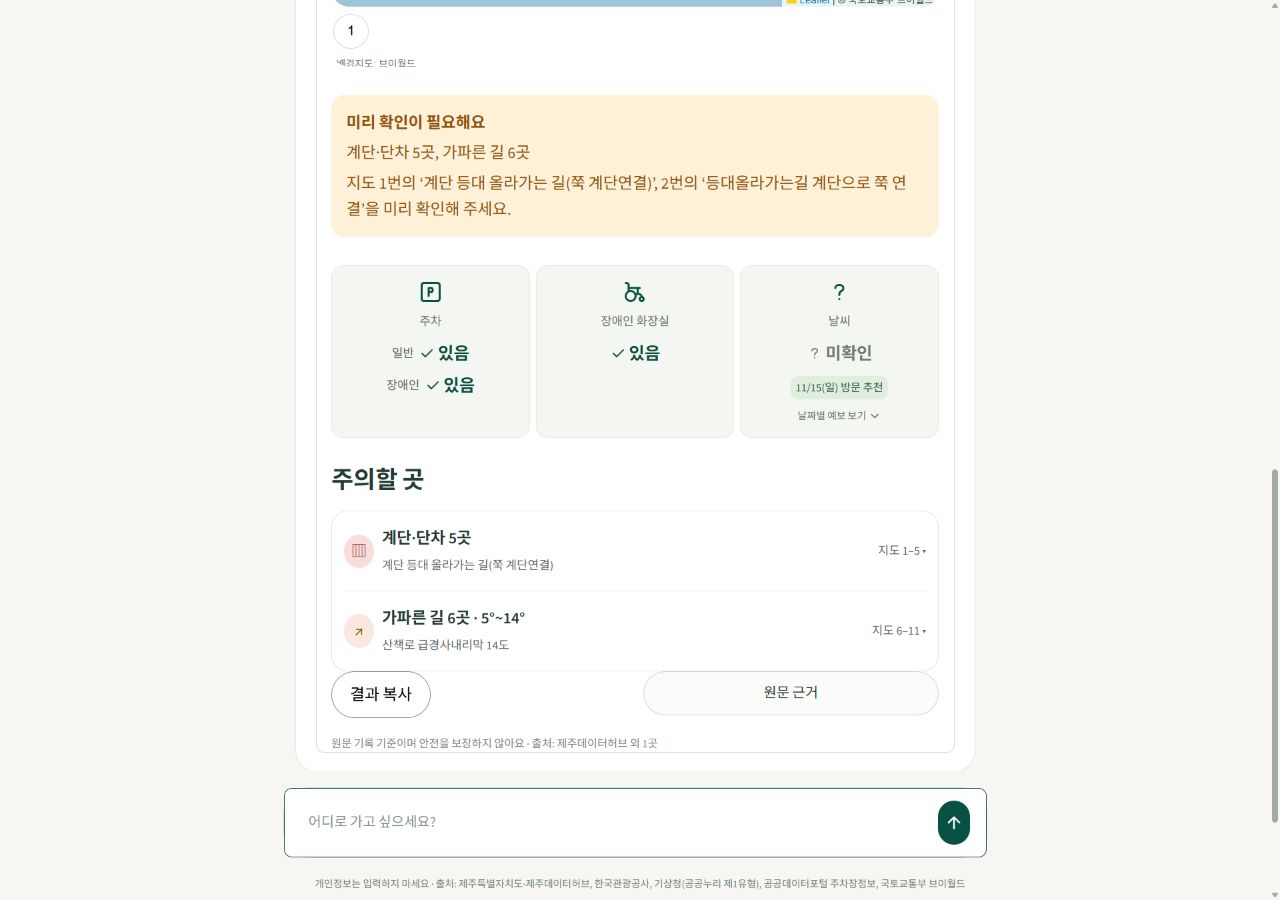 Leaflet | © 국토교통부 브이월드
1
배경지도: 브이월드
미리 확인이 필요해요
계단·단차 5곳, 가파른 길 6곳
지도 1번의 ‘계단 등대 올라가는 길(쭉 계단연결)’, 2번의 ‘등대올라가는길 계단으로 쭉 연
결’을 미리 확인해 주세요.
주차
일반 ✓ 있음
장애인 ✓ 있음
장애인 화장실
✓ 있음
?
날씨
? 미확인
11/15(일) 방문 추천
날짜별 예보 보기
주의할 곳
계단·단차 5곳
계단 등대 올라가는 길(쭉 계단연결)
지도 1–5 ▾
가파른 길 6곳 · 5°~14°
산책로 급경사내리막 14도
지도 6–11 ▾
결과 복사
원문 근거
원문 기록 기준이며 안전을 보장하지 않아요 · 출처: 제주데이터허브 외 1곳
어디로 가고 싶으세요?
개인정보는 입력하지 마세요 · 출처: 제주특별자치도·제주데이터허브, 한국관광공사, 기상청(공공누리 제1유형), 공공데이터포털 주차장정보, 국토교통부 브이월드